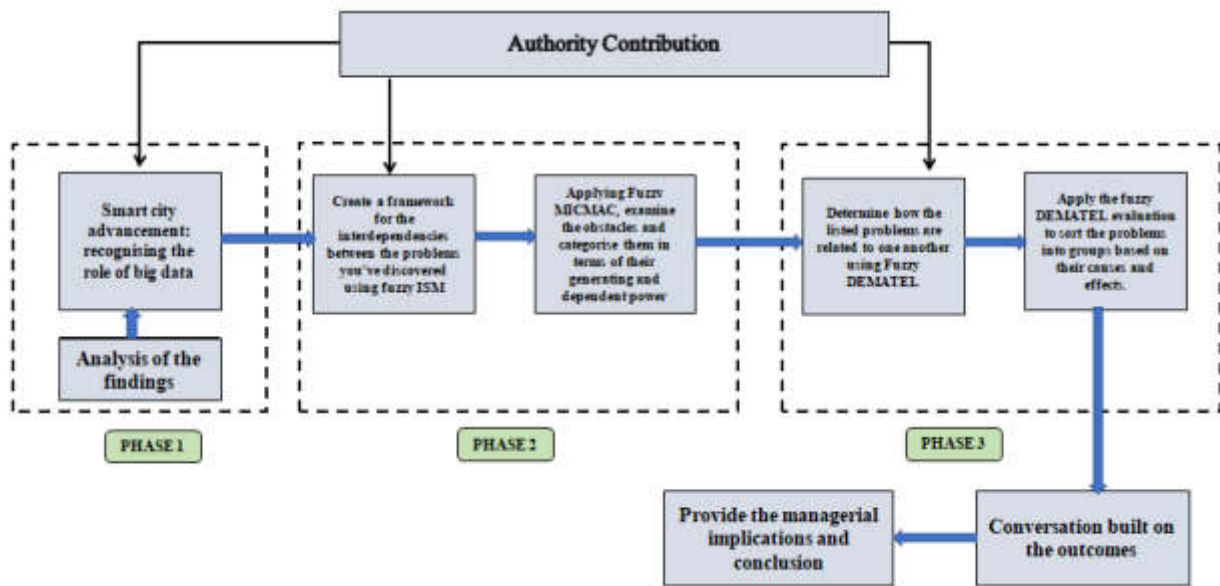 Authority Contribution
Smart city
advancement:
recognising the
role of big data
Analysis of the
findings
PHASE 1
Create a framework
for the
interdependencies
between the problems
you've discovered
using fuzzy ISM
Applying Fuzzy
MICMAC, examine
the obstacles and
categorise them in
terms of their
generating and
dependent power
PHASE 2
Determine how the
listed problems are
related to one another
using Fuzzy
DEMATEL
Apply the fuzzy
DEMATEL evaluation
to sort the problems
into groups based on
their causes and
effects.
PHASE 3
Conversation built on
the outcomes
Provide the managerial
implications and
conclusion